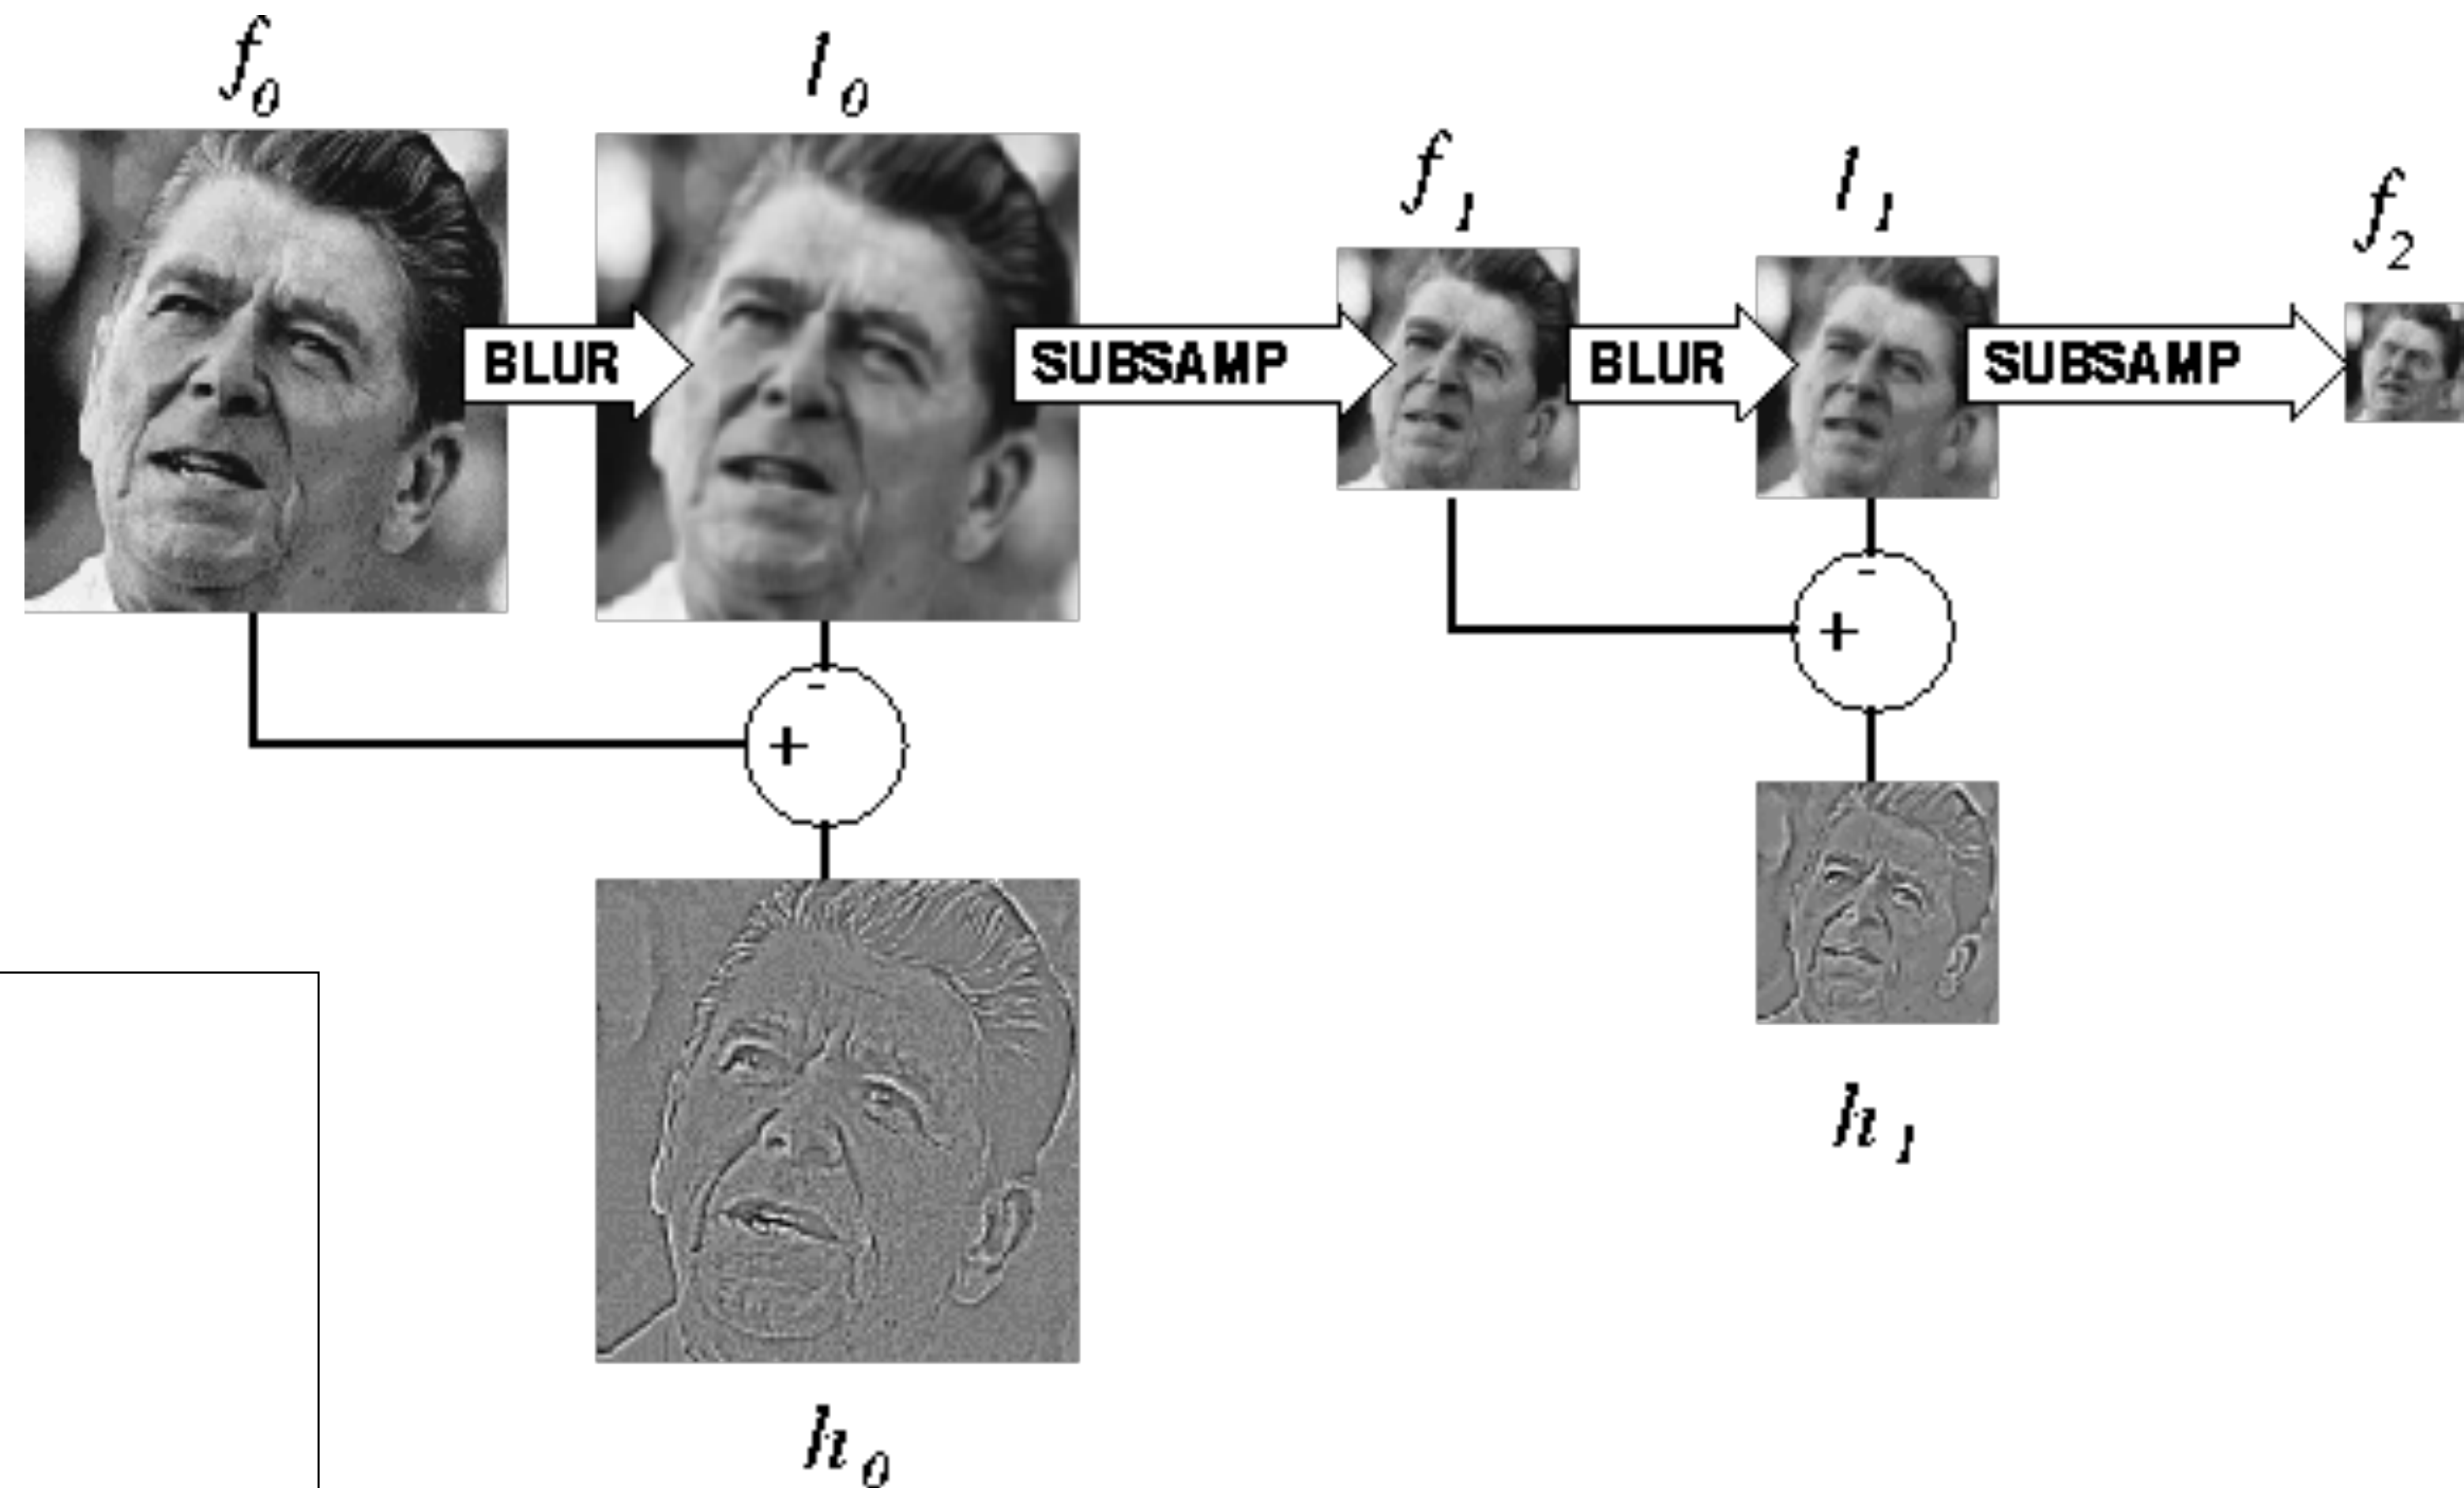 f0
l0
f1
l1
f2
BLUR
SUBSAMP
BLUR
SUBSAMP
-
+
-
+
h1
h0